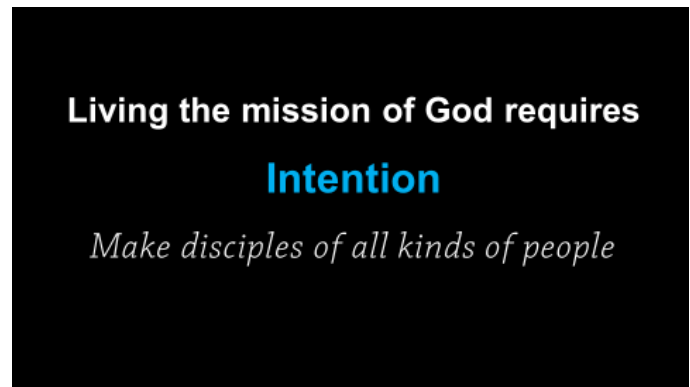 Living the mission of God requires
Intention
Make disciples of all kinds of people